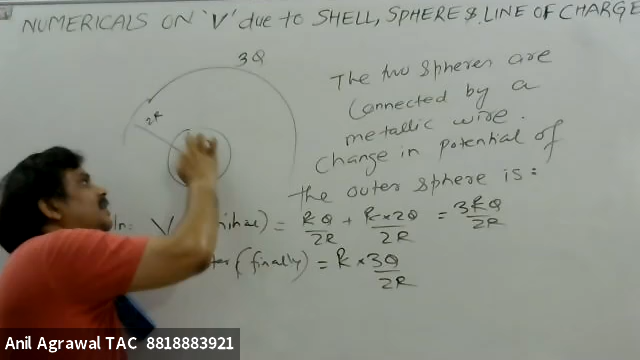 NUMERICALS ON 'V' due to SHELL, SPHERE & LINE OF CHARGE
3Q
2R
The two spheres are
connected by a
metallic wire.
Change in potential of
the outer sphere is:
ln: V = kQ/2R + k×2Q/2R = 3kQ/2R
(finally) = k × 3Q/2R
Anil Agrawal TAC 8818883921